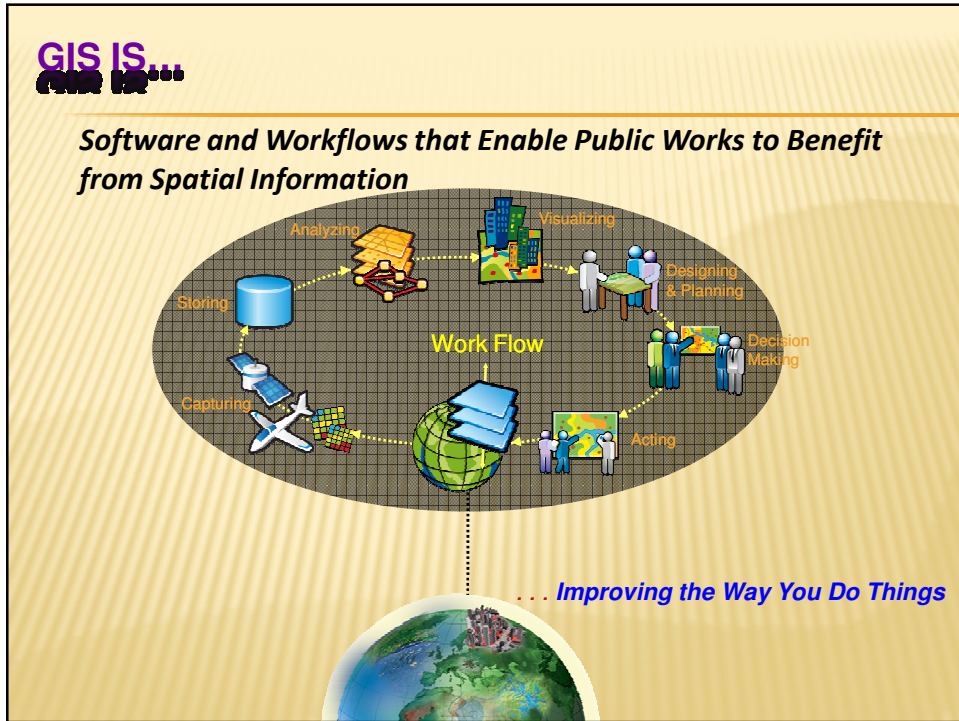 GIS IS...
Software and Workflows that Enable Public Works to Benefit
from Spatial Information
Visualizing
Analyzing
Designing
& Planning
Storing
Work Flow
Decision
Making
Capturing
Acting
. . . Improving the Way You Do Things